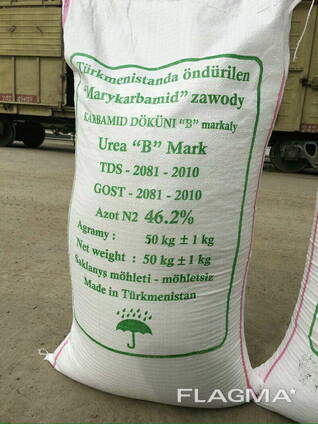 Türkmenistanda öndürilen
"Marykarbamid" zawody
KARBAMID DÖKÜNI "B" markaly
Urea "B" Mark
TDS - 2081 - 2010
GOST - 2081 - 2010
Azot N2 46.2%
Agramy : 50 kg ± 1 kg
Net weight : 50 kg ± 1 kg
Saklanyş möhleti - möhletsiz
Made in Türkmenistan
FLAGMA